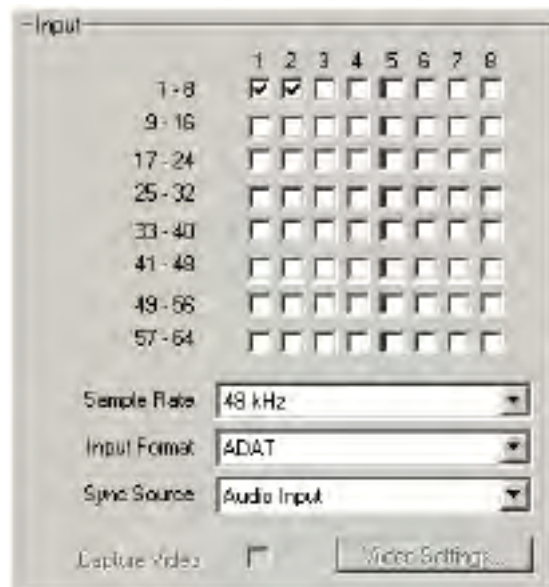 Input
1 2 3 4 5 6 7 8
1 - 8
9 - 16
17 - 24
25 - 32
33 - 40
41 - 48
49 - 56
57 - 64
Sample Rate 48 kHz
Input Format ADAT
Sync Source Audio Input
Capture Video Video Settings...